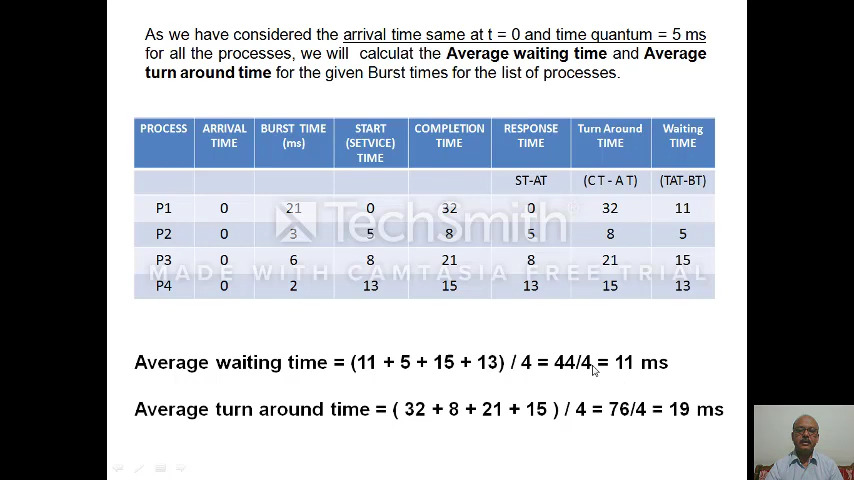 As we have considered the arrival time same at t = 0 and time quantum = 5 ms
for all the processes, we will calculat the Average waiting time and Average
turn around time for the given Burst times for the list of processes.
PROCESS ARRIVAL TIME BURST TIME (ms) START (SETVICE) TIME COMPLETION TIME RESPONSE TIME Turn Around TIME Waiting TIME
ST-AT (C T - A T) (TAT-BT)
P1 0 21 0 32 0 32 11
P2 0 3 5 8 5 8 5
TechSmith
P3 0 6 8 21 8 21 15
MADE WITH CAMTASIA FREE TRIAL
P4 0 2 13 15 13 15 13
Average waiting time = (11 + 5 + 15 + 13) / 4 = 44/4 = 11 ms
Average turn around time = ( 32 + 8 + 21 + 15 ) / 4 = 76/4 = 19 ms